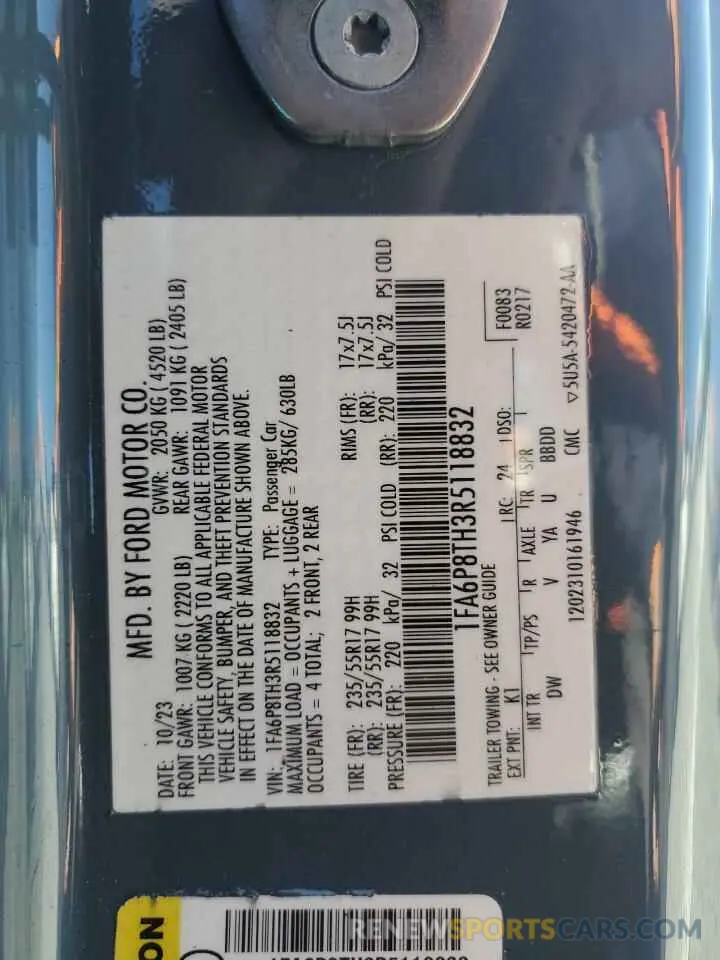 MFD. BY FORD MOTOR CO.
DATE: 10/23 GVWR: 2050 KG ( 4520 LB)
FRONT GAWR: 1007 KG ( 2220 LB) REAR GAWR: 1091 KG ( 2405 LB)
THIS VEHICLE CONFORMS TO ALL APPLICABLE FEDERAL MOTOR
VEHICLE SAFETY, BUMPER, AND THEFT PREVENTION STANDARDS
IN EFFECT ON THE DATE OF MANUFACTURE SHOWN ABOVE.
VIN: 1FA6P8TH3R5118832 TYPE: Passenger Car
MAXIMUM LOAD = OCCUPANTS + LUGGAGE = 285KG/ 630LB
OCCUPANTS = 4 TOTAL; 2 FRONT, 2 REAR
TIRE (FR): 235/55R17 99H RIMS (FR): 17x7.5J
(RR): 235/55R17 99H (RR): 17x7.5J
PRESSURE (FR): 220 kPa/ 32 PSI COLD (RR): 220 kPa/ 32 PSI COLD
1FA6P8TH3R5118832
TRAILER TOWING - SEE OWNER GUIDE F0083
EXT PNT: K1 RC: 24 DSO: R0217
INT TR TP/PS R AXLE TR SPR
DW V YA U BBDD
1202310161946 CMC ▽5U5A-5420472-AA
ON
RENEWSPORTSCARS.COM